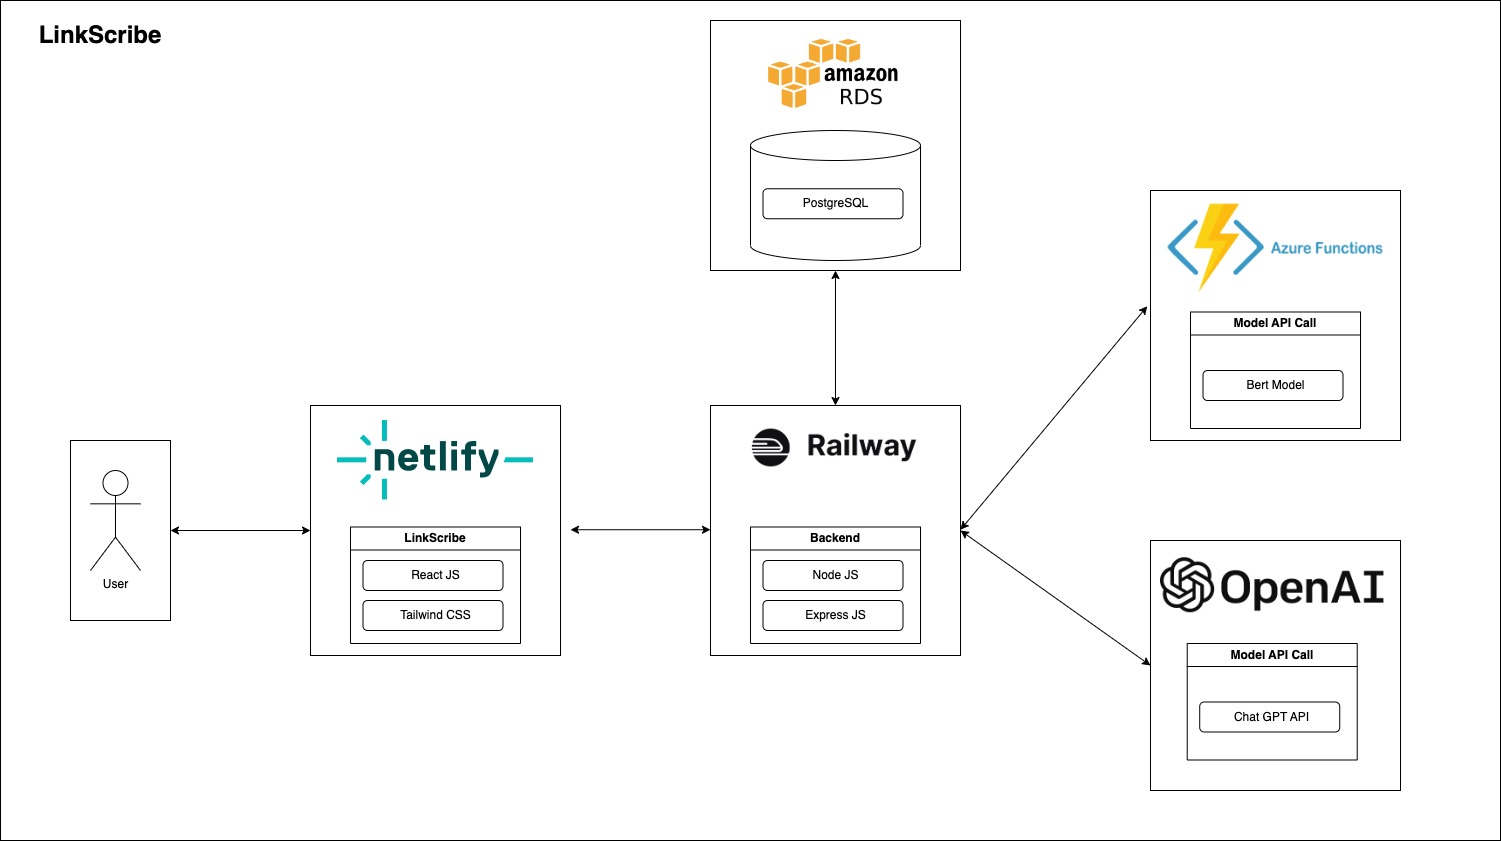 LinkScribe
amazon
RDS
PostgreSQL
Azure Functions
Model API Call
Bert Model
User
netlify
LinkScribe
React JS
Tailwind CSS
Railway
Backend
Node JS
Express JS
OpenAI
Model API Call
Chat GPT API